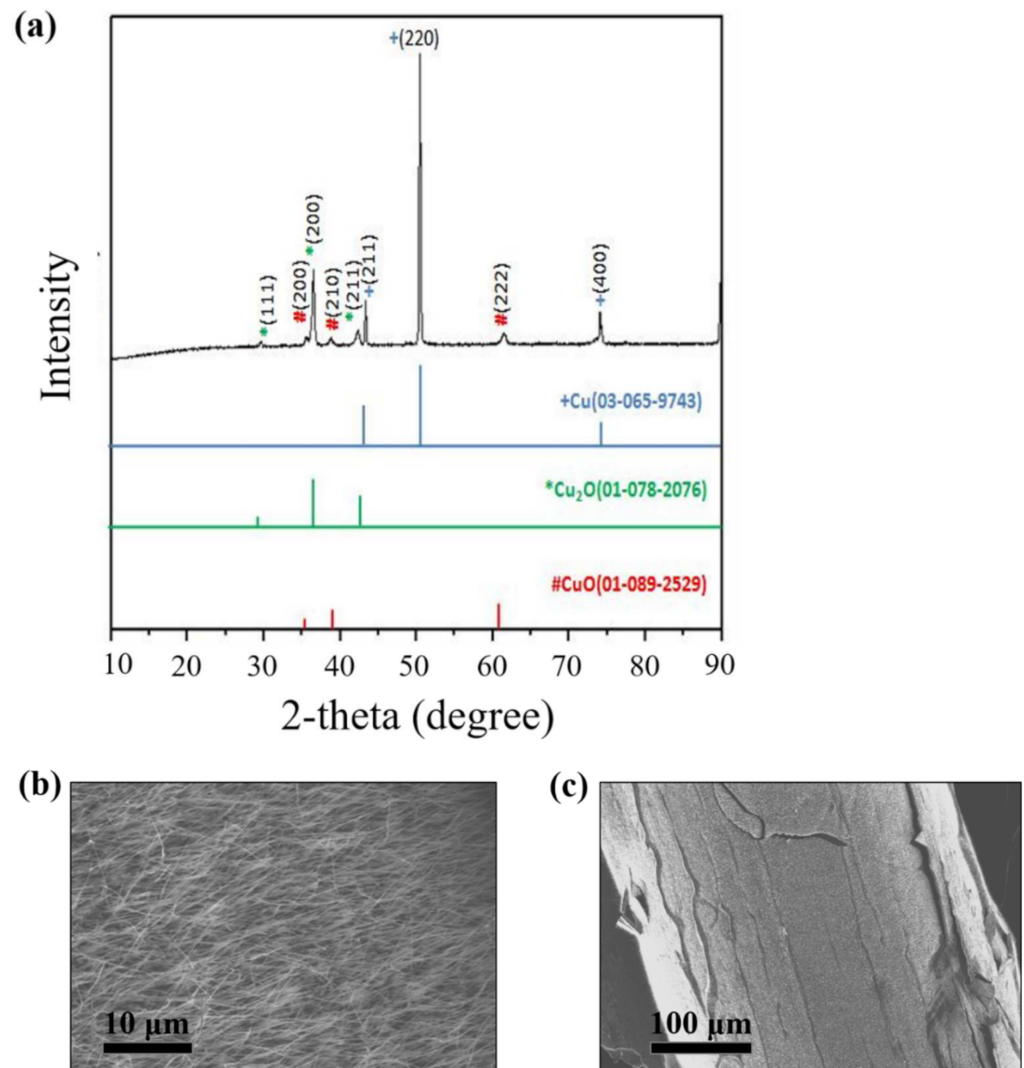 (a)
+(220)
*(111)
#(200)
*(200)
#(210)
*(211)
+(211)
#(222)
+(400)
Intensity
+Cu(03-065-9743)
*Cu₂O(01-078-2076)
#CuO(01-089-2529)
10 20 30 40 50 60 70 80 90
2-theta (degree)
(b)
10 μm
(c)
100 μm